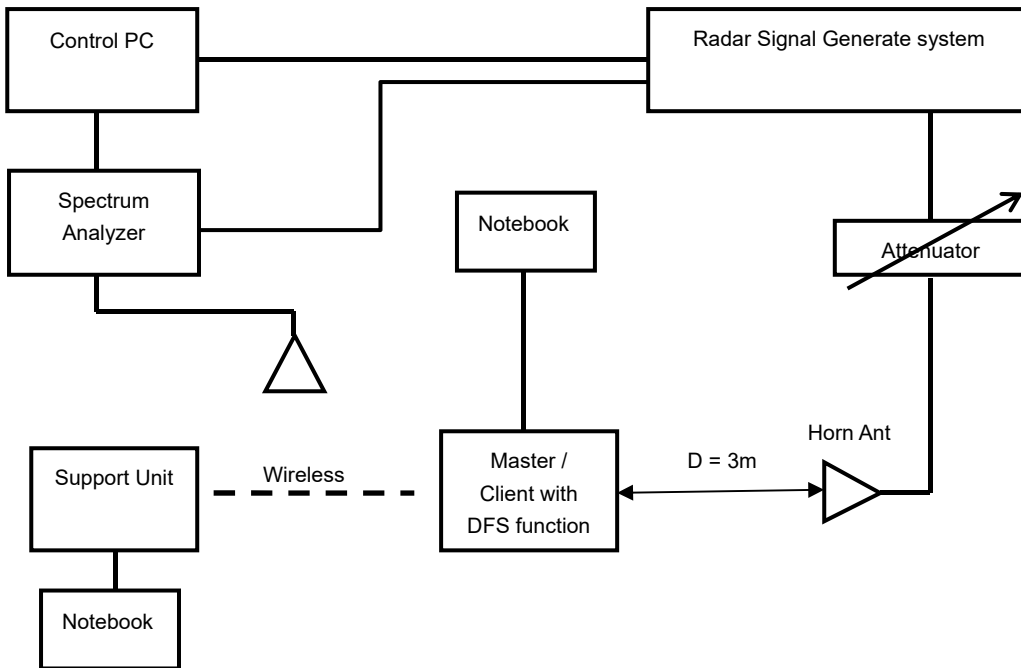 Control PC
Radar Signal Generate system
Spectrum
Analyzer
Notebook
Attenuator
Horn Ant
Support Unit
Wireless
Master /
Client with
DFS function
D = 3m
Notebook